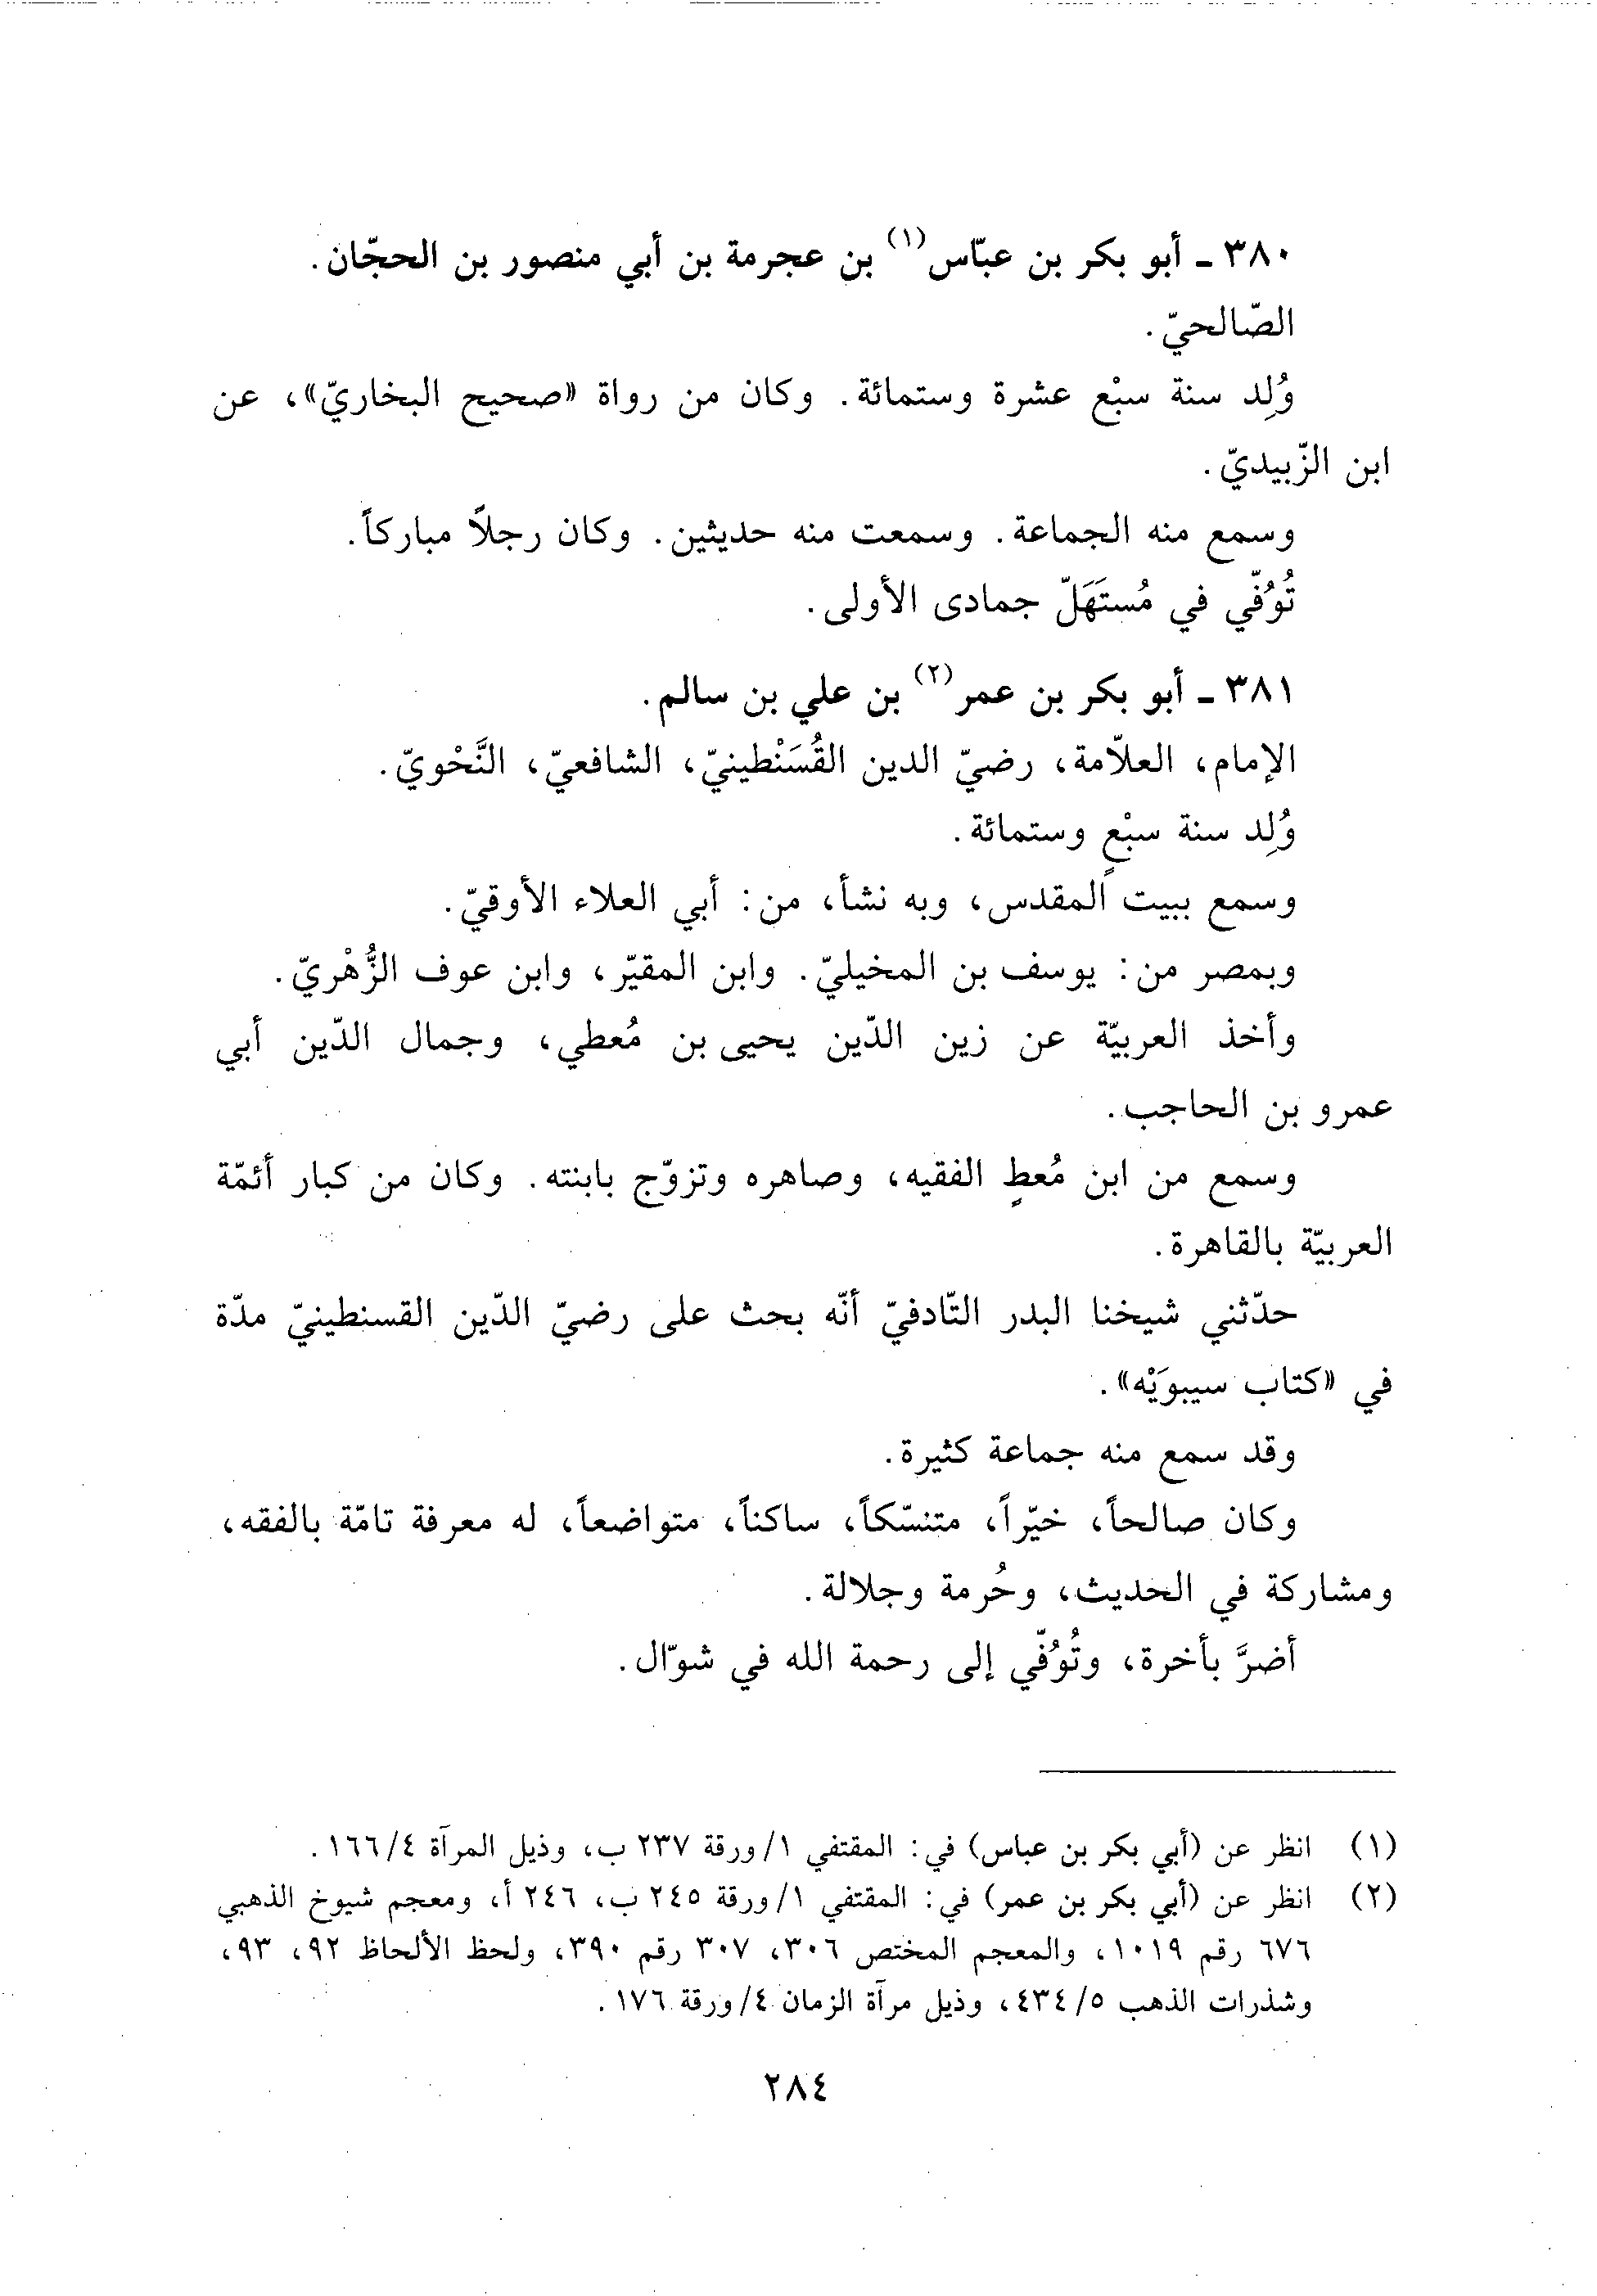 ٣٨٠ - أبو بكر بن عبّاس(١) بن عجرمة بن أبي منصور بن الحجّان.
الصّالحيّ.
وُلِد سنة سبْع عشرة وستمائة. وكان من رواة «صحيح البخاريّ»، عن
ابن الزّبيديّ.
وسمع منه الجماعة. وسمعت منه حديثين. وكان رجلاً مباركاً.
تُوُفّي في مُستَهَلّ جمادى الأولى.
٣٨١ - أبو بكر بن عمر(٢) بن علي بن سالم.
الإمام، العلاّمة، رضيّ الدين القُسَنْطينيّ، الشافعيّ، النَّحْويّ.
وُلِد سنة سبْعٍ وستمائة.
وسمع ببيت المقدس، وبه نشأ، من: أبي العلاء الأوقيّ.
وبمصر من: يوسف بن المخيليّ. وابن المقيّر، وابن عوف الزُّهْريّ.
وأخذ العربيّة عن زين الدّين يحيى بن مُعطي، وجمال الدّين أبي
عمرو بن الحاجب.
وسمع من ابن مُعطٍ الفقيه، وصاهره وتزوّج بابنته. وكان من كبار أئمّة
العربيّة بالقاهرة.
حدّثني شيخنا البدر التّادفيّ أنّه بحث على رضيّ الدّين القسنطينيّ مدّة
في «كتاب سيبوَيْه».
وقد سمع منه جماعة كثيرة.
وكان صالحاً، خيّراً، متنسّكاً، ساكناً، متواضعاً، له معرفة تامّة بالفقه،
ومشاركة في الحديث، وحُرمة وجلالة.
أضرَّ بأخرة، وتُوُفّي إلى رحمة الله في شوّال.
(١) انظر عن (أبي بكر بن عباس) في: المقتفي ١/ورقة ٢٣٧ ب، وذيل المرآة ١٦٦/٤.
(٢) انظر عن (أبي بكر بن عمر) في: المقتفي ١/ورقة ٢٤٥ ب، ٢٤٦ أ، ومعجم شيوخ الذهبي
٦٧٦ رقم ١٠١٩، والمعجم المختص ٣٠٦، ٣٠٧ رقم ٣٩٠، ولحظ الألحاظ ٩٢، ٩٣،
وشذرات الذهب ٤٣٤/٥، وذيل مرآة الزمان ٤/ورقة ١٧٦.
٢٨٤